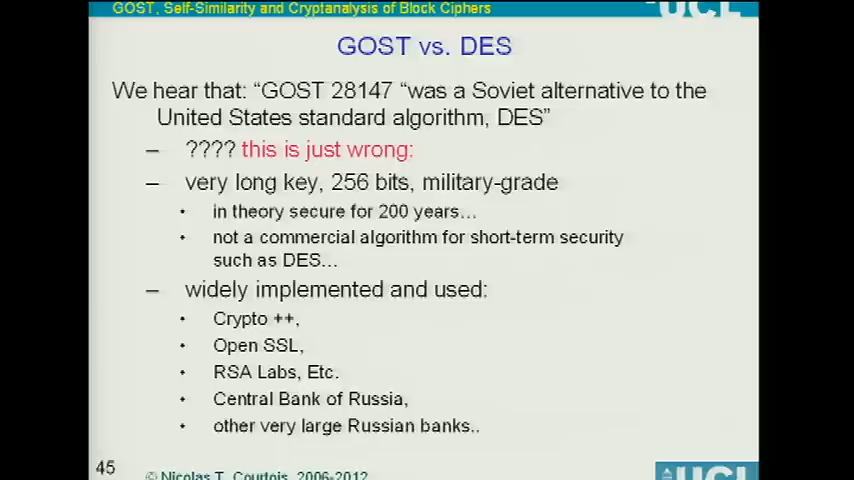 GOST, Self-Similarity and Cryptanalysis of Block Ciphers
UCL
GOST vs. DES
We hear that: “GOST 28147 “was a Soviet alternative to the
United States standard algorithm, DES”
– ???? this is just wrong:
– very long key, 256 bits, military-grade
• in theory secure for 200 years…
• not a commercial algorithm for short-term security
such as DES…
– widely implemented and used:
• Crypto ++,
• Open SSL,
• RSA Labs, Etc.
• Central Bank of Russia,
• other very large Russian banks..
45
© Nicolas T. Courtois, 2006-2012
UCL